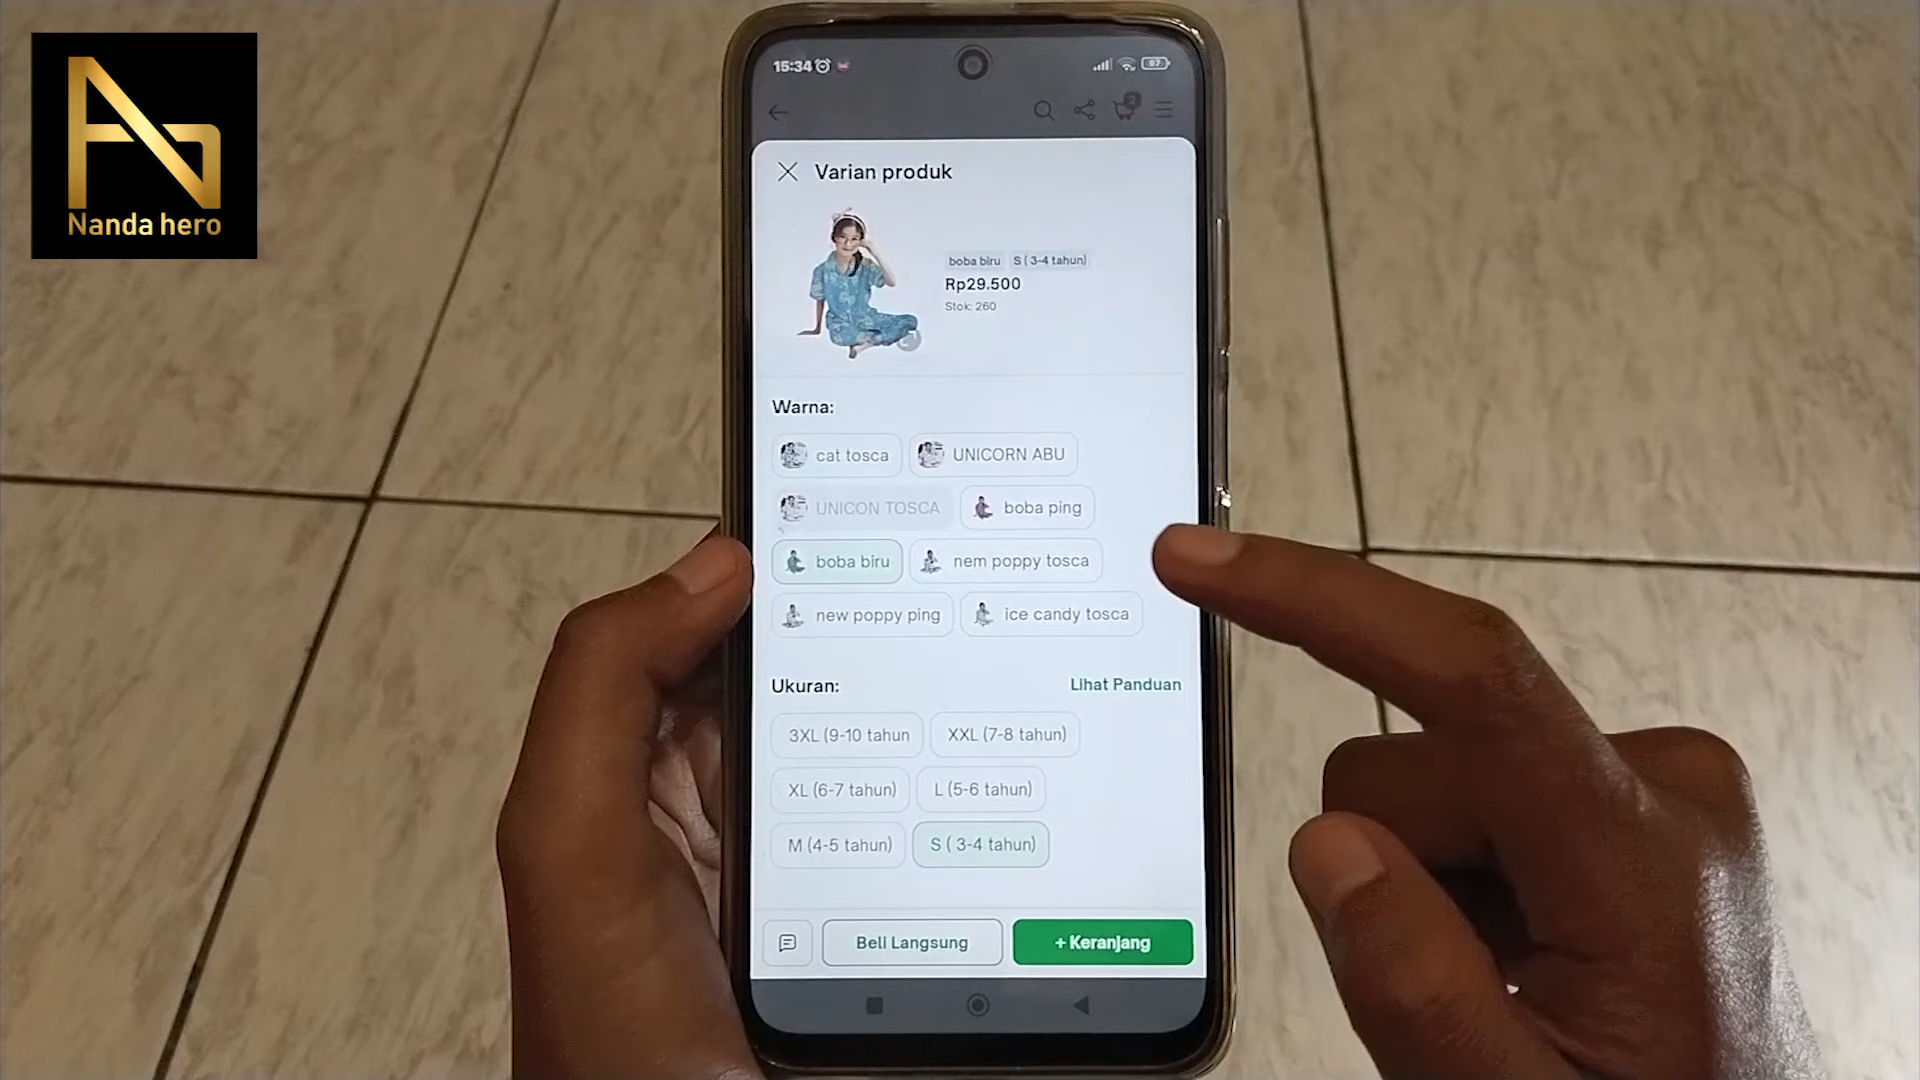 Nanda hero
15:34
87
2
Varian produk
boba biru S ( 3-4 tahun)
Rp29.500
Stok: 260
Warna:
cat tosca UNICORN ABU
UNICON TOSCA boba ping
boba biru nem poppy tosca
new poppy ping ice candy tosca
Ukuran: Lihat Panduan
3XL (9-10 tahun XXL (7-8 tahun)
XL (6-7 tahun) L (5-6 tahun)
M (4-5 tahun) S ( 3-4 tahun)
Beli Langsung + Keranjang